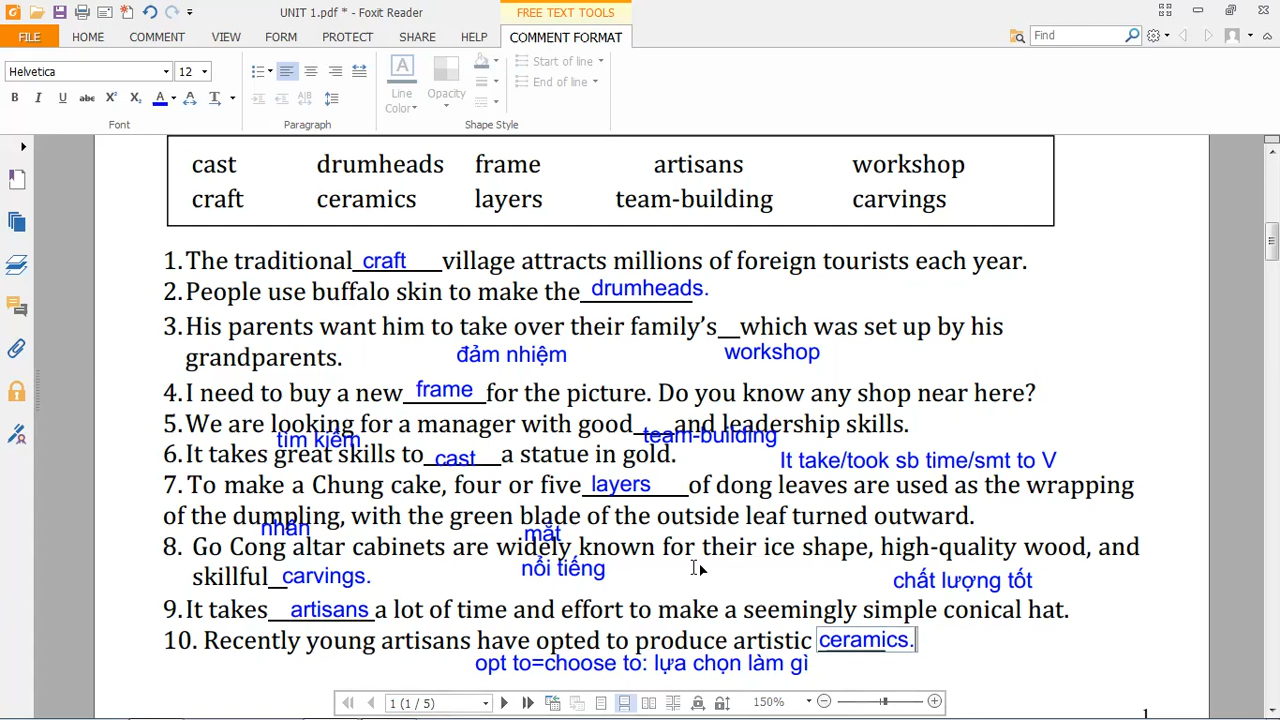 UNIT 1.pdf * - Foxit Reader
FREE TEXT TOOLS
FILE HOME COMMENT VIEW FORM PROTECT SHARE HELP COMMENT FORMAT
Find
Helvetica 12
Start of line
End of line
Line Color
Opacity
Font Paragraph Shape Style
cast drumheads frame artisans workshop
craft ceramics layers team-building carvings
1. The traditional craft village attracts millions of foreign tourists each year.
2. People use buffalo skin to make the drumheads.
3. His parents want him to take over their family’s__which was set up by his
grandparents. đảm nhiệm workshop
4. I need to buy a new frame for the picture. Do you know any shop near here?
5. We are looking for a manager with good____and leadership skills.
tìm kiếm team-building
6. It takes great skills to cast a statue in gold.
It take/took sb time/smt to V
7. To make a Chung cake, four or five layers of dong leaves are used as the wrapping
of the dumpling, with the green blade of the outside leaf turned outward.
nhân mặt
8. Go Cong altar cabinets are widely known for their ice shape, high-quality wood, and
nổi tiếng chất lượng tốt
skillful carvings.
9. It takes artisans a lot of time and effort to make a seemingly simple conical hat.
10. Recently young artisans have opted to produce artistic ceramics.
opt to=choose to: lựa chọn làm gì
1 (1 / 5) 150%
1